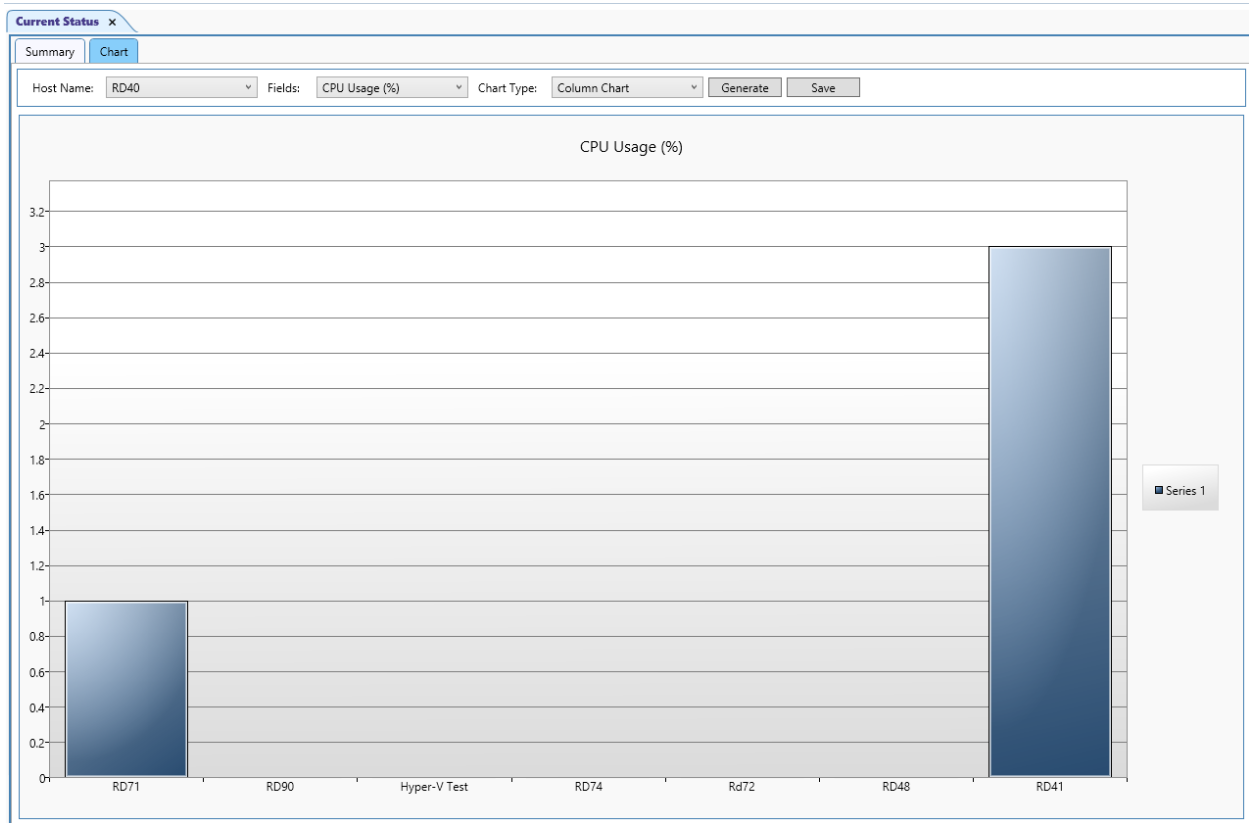 Current Status x
Summary Chart
Host Name: RD40 Fields: CPU Usage (%) Chart Type: Column Chart Generate Save
CPU Usage (%)
3.2
3
2.8
2.6
2.4
2.2
2
1.8
1.6
Series 1
1.4
1.2
1
0.8
0.6
0.4
0.2
0
RD71 RD90 Hyper-V Test RD74 Rd72 RD48 RD41